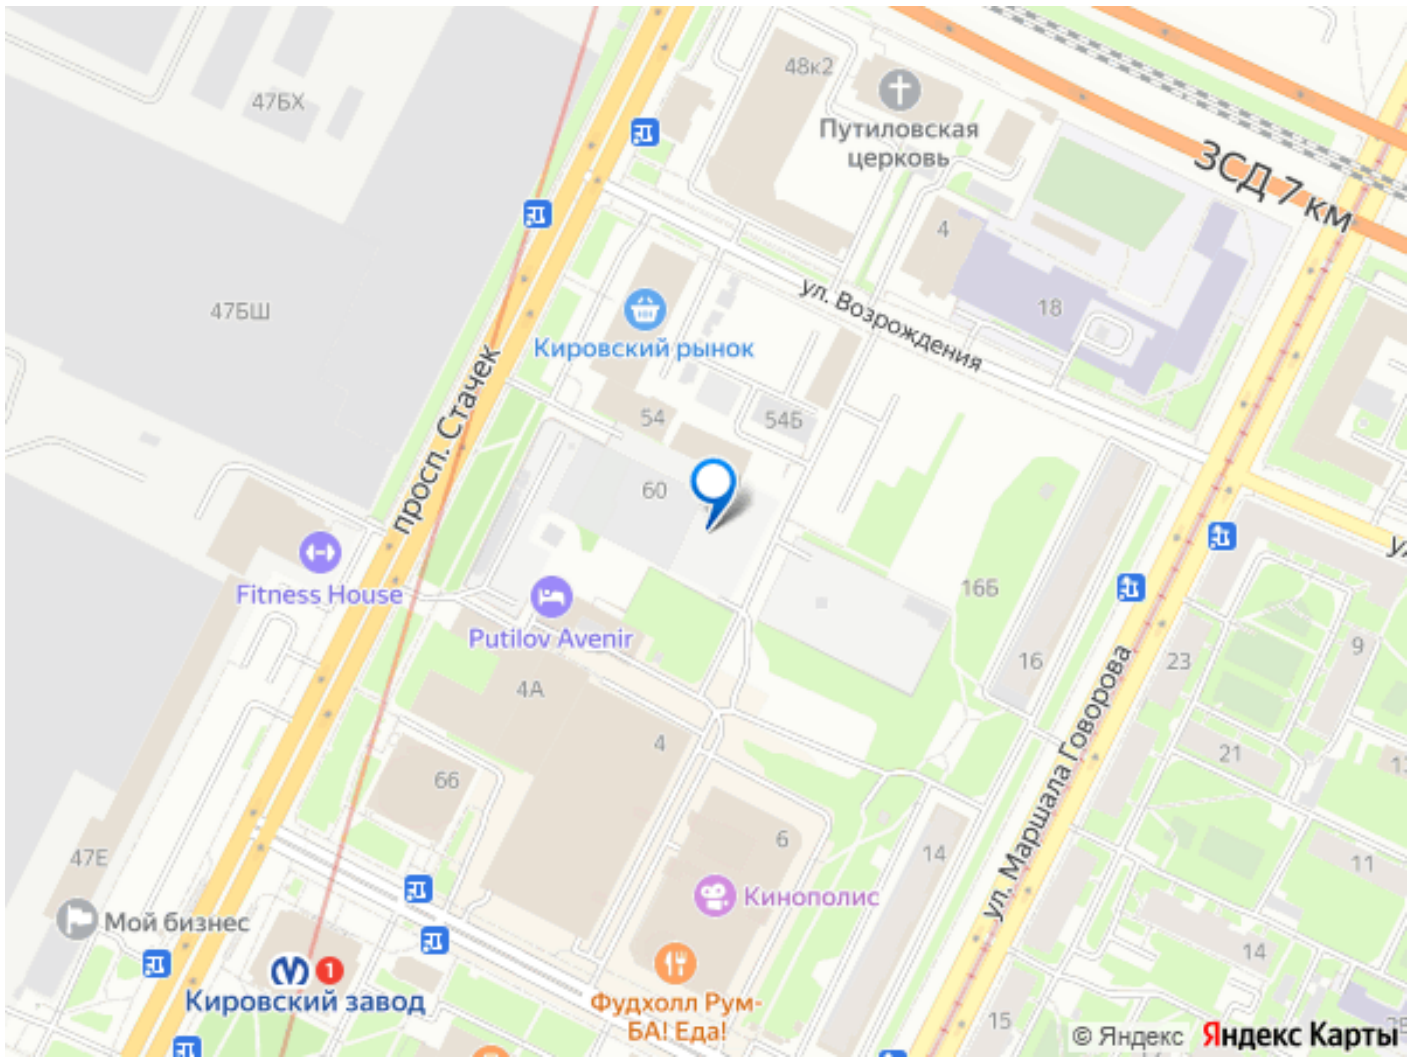 47БХ
48к2
Путиловская
церковь
ЗСД 7 км
4
47БШ
18
ул. Возрождения
Кировский рынок
просп. Стачек
54
54Б
60
Fitness House
Putilov Avenir
16Б
16
23
9
4А
4
21
66
ул. Маршала Говорова
6
14
11
47Е
Кинополис
Мой бизнес
14
1
Кировский завод
Фудхолл Рум-
БА! Еда!
15
© Яндекс Яндекс Карты